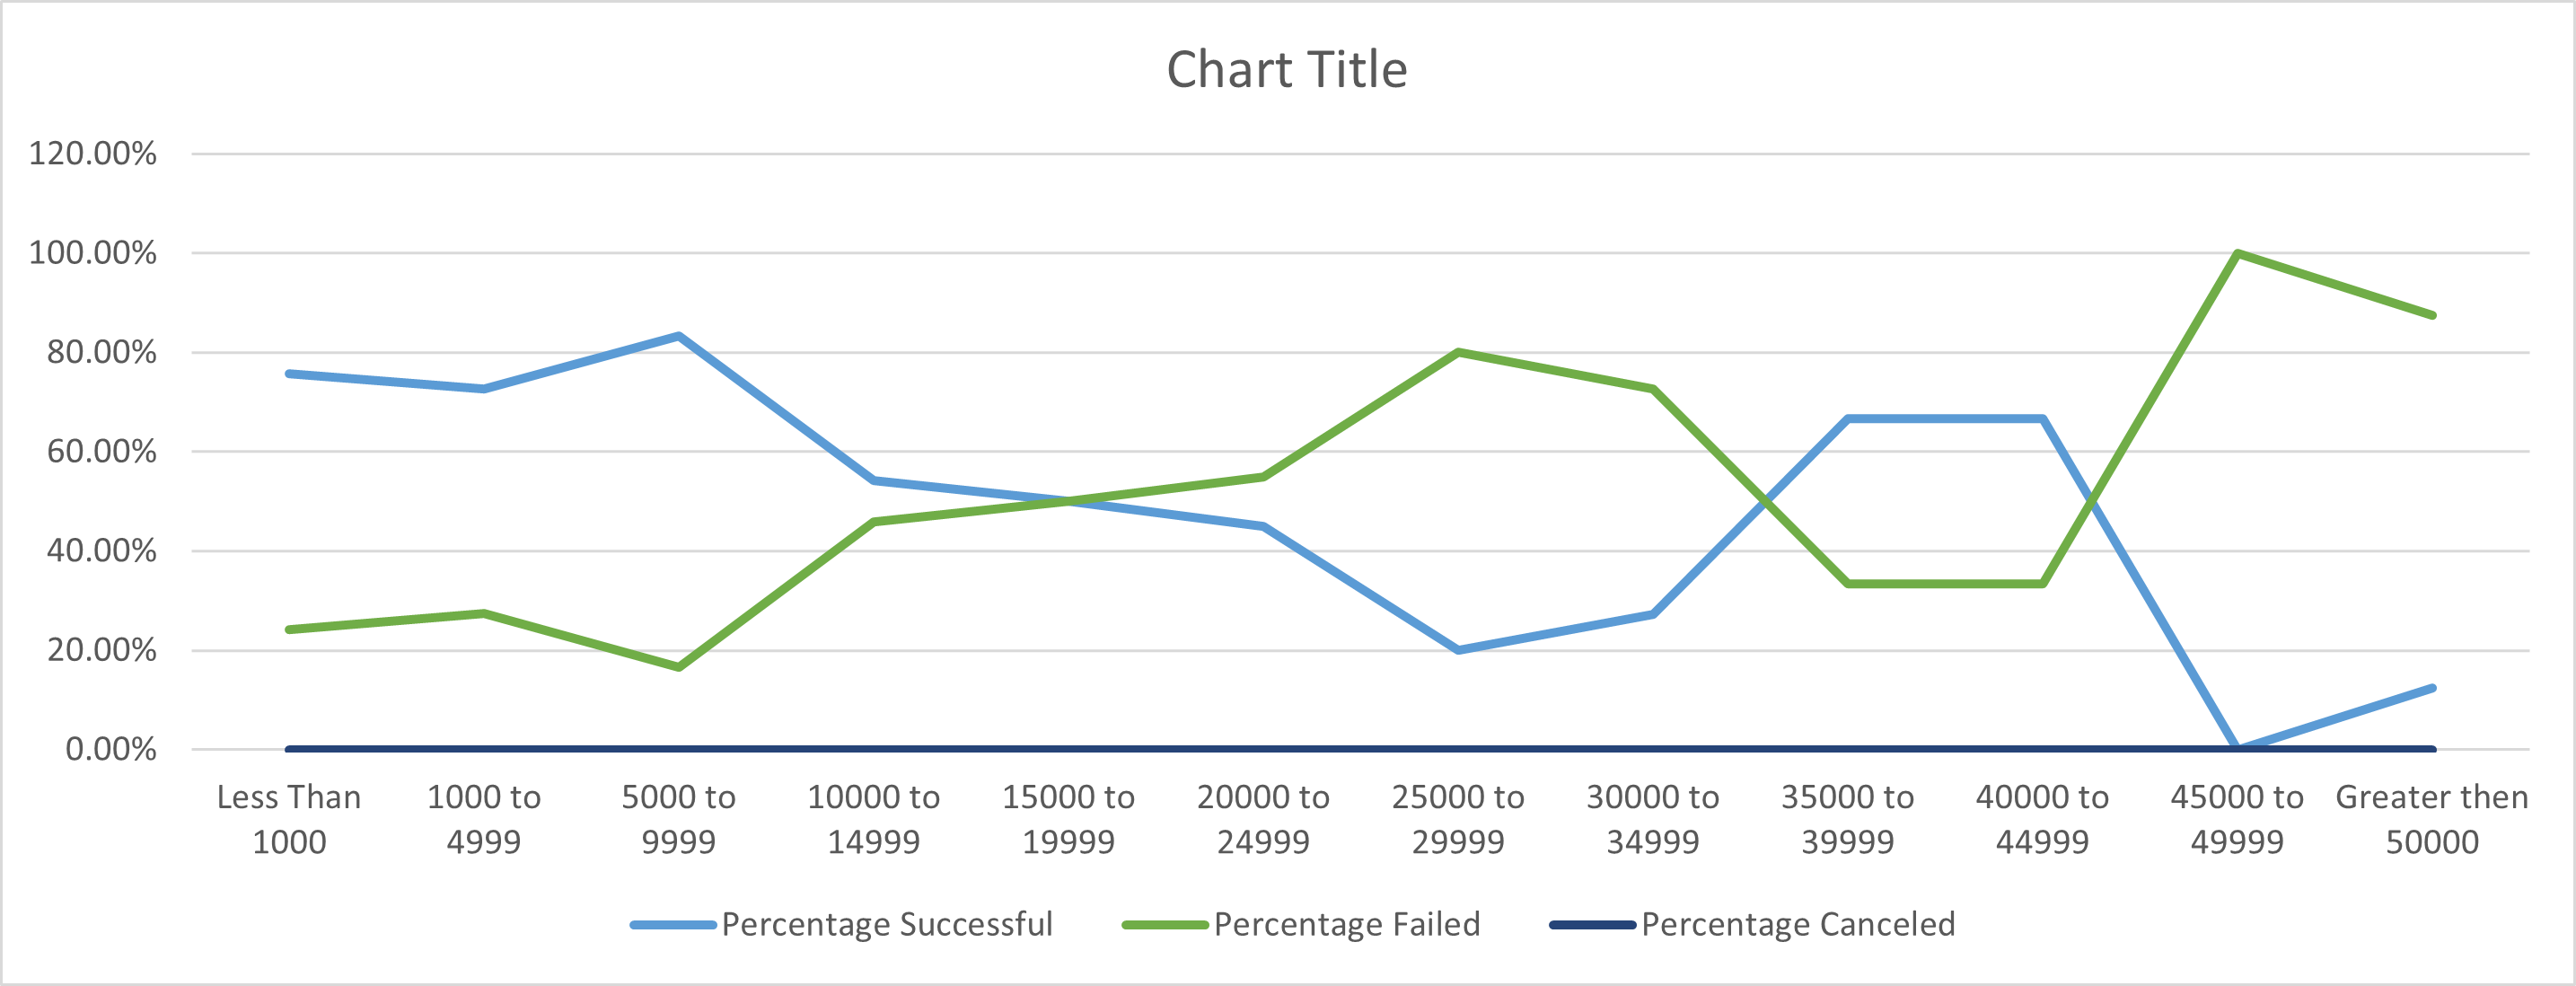 Chart Title
120.00%
100.00%
80.00%
60.00%
40.00%
20.00%
0.00%
Less Than
1000
1000 to
4999
5000 to
9999
10000 to
14999
15000 to
19999
20000 to
24999
25000 to
29999
30000 to
34999
35000 to
39999
40000 to
44999
45000 to
49999
Greater then
50000
Percentage Successful
Percentage Failed
Percentage Canceled